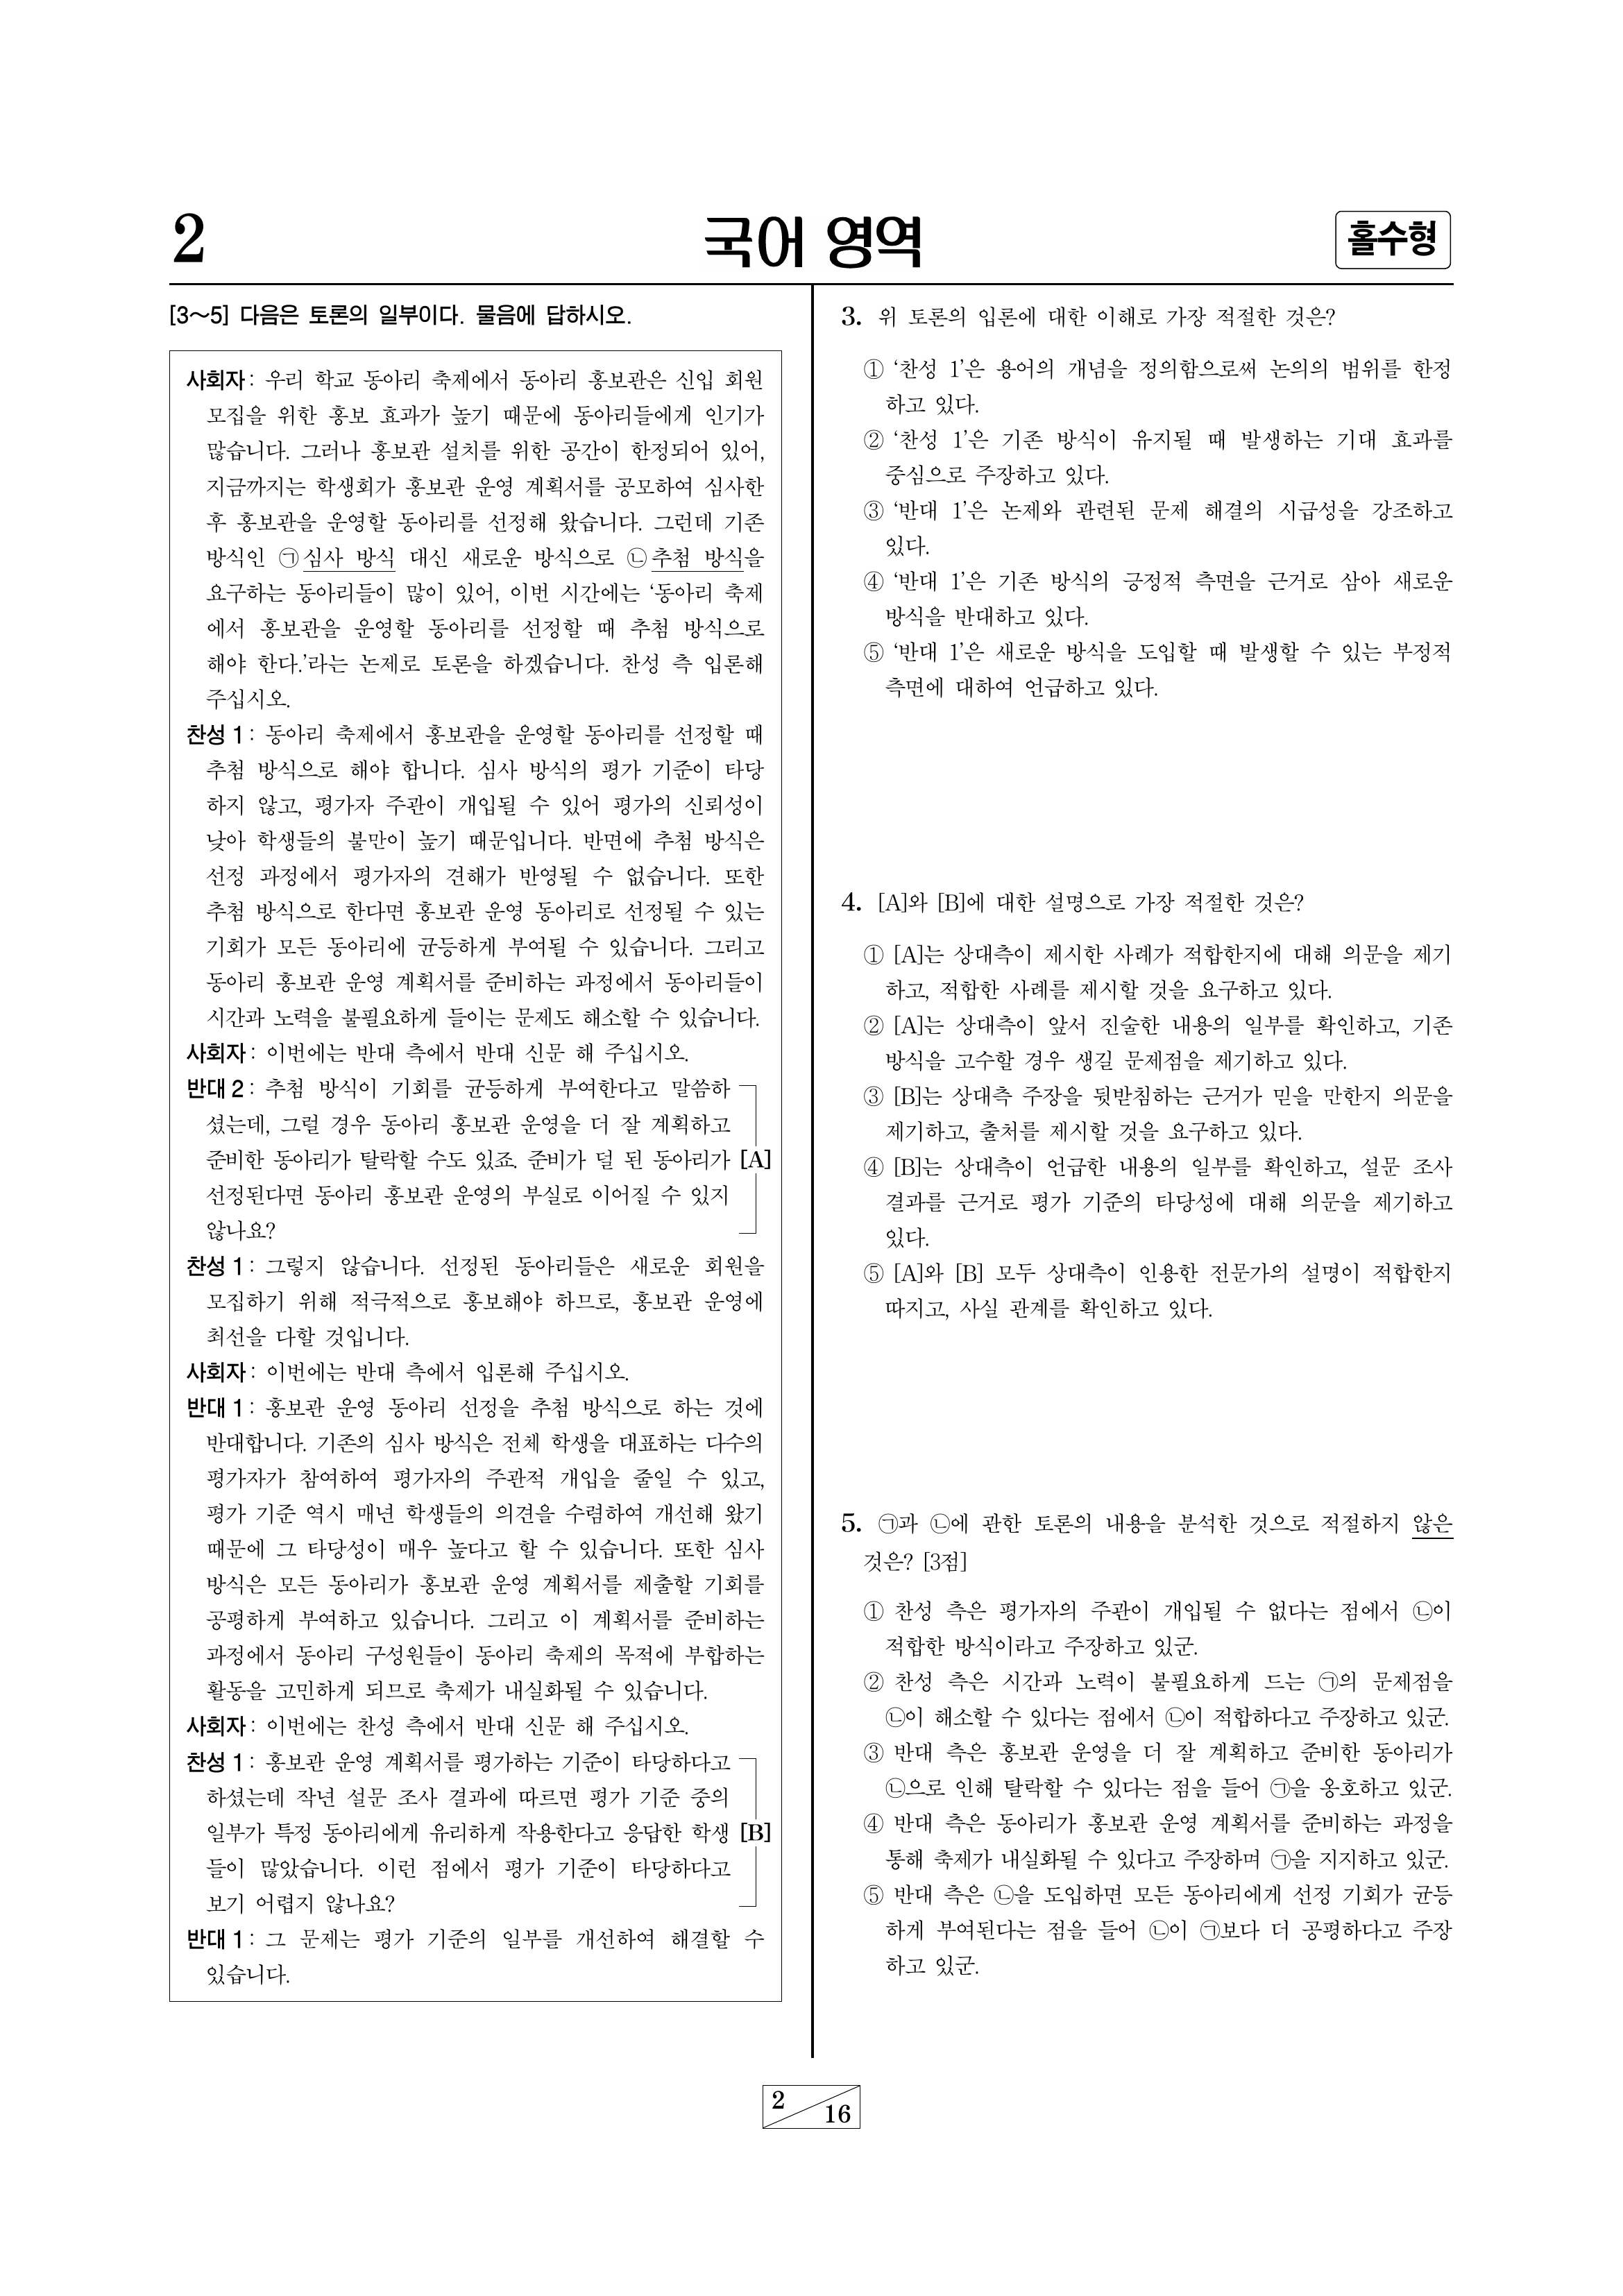 2
국어 영역
홀수형
[3～5] 다음은 토론의 일부이다. 물음에 답하시오.
사회자 : 우리 학교 동아리 축제에서 동아리 홍보관은 신입 회원
모집을 위한 홍보 효과가 높기 때문에 동아리들에게 인기가
많습니다. 그러나 홍보관 설치를 위한 공간이 한정되어 있어,
지금까지는 학생회가 홍보관 운영 계획서를 공모하여 심사한
후 홍보관을 운영할 동아리를 선정해 왔습니다. 그런데 기존
방식인 ㉠심사 방식 대신 새로운 방식으로 ㉡추첨 방식을
요구하는 동아리들이 많이 있어, 이번 시간에는 ‘동아리 축제
에서 홍보관을 운영할 동아리를 선정할 때 추첨 방식으로
해야 한다.’라는 논제로 토론을 하겠습니다. 찬성 측 입론해
주십시오.
찬성 1 : 동아리 축제에서 홍보관을 운영할 동아리를 선정할 때
추첨 방식으로 해야 합니다. 심사 방식의 평가 기준이 타당
하지 않고, 평가자 주관이 개입될 수 있어 평가의 신뢰성이
낮아 학생들의 불만이 높기 때문입니다. 반면에 추첨 방식은
선정 과정에서 평가자의 견해가 반영될 수 없습니다. 또한
추첨 방식으로 한다면 홍보관 운영 동아리로 선정될 수 있는
기회가 모든 동아리에 균등하게 부여될 수 있습니다. 그리고
동아리 홍보관 운영 계획서를 준비하는 과정에서 동아리들이
시간과 노력을 불필요하게 들이는 문제도 해소할 수 있습니다.
사회자 : 이번에는 반대 측에서 반대 신문 해 주십시오.
반대 2 : 추첨 방식이 기회를 균등하게 부여한다고 말씀하
셨는데, 그럴 경우 동아리 홍보관 운영을 더 잘 계획하고
준비한 동아리가 탈락할 수도 있죠. 준비가 덜 된 동아리가 [A]
선정된다면 동아리 홍보관 운영의 부실로 이어질 수 있지
않나요?
찬성 1 : 그렇지 않습니다. 선정된 동아리들은 새로운 회원을
모집하기 위해 적극적으로 홍보해야 하므로, 홍보관 운영에
최선을 다할 것입니다.
사회자 : 이번에는 반대 측에서 입론해 주십시오.
반대 1 : 홍보관 운영 동아리 선정을 추첨 방식으로 하는 것에
반대합니다. 기존의 심사 방식은 전체 학생을 대표하는 다수의
평가자가 참여하여 평가자의 주관적 개입을 줄일 수 있고,
평가 기준 역시 매년 학생들의 의견을 수렴하여 개선해 왔기
때문에 그 타당성이 매우 높다고 할 수 있습니다. 또한 심사
방식은 모든 동아리가 홍보관 운영 계획서를 제출할 기회를
공평하게 부여하고 있습니다. 그리고 이 계획서를 준비하는
과정에서 동아리 구성원들이 동아리 축제의 목적에 부합하는
활동을 고민하게 되므로 축제가 내실화될 수 있습니다.
사회자 : 이번에는 찬성 측에서 반대 신문 해 주십시오.
찬성 1 : 홍보관 운영 계획서를 평가하는 기준이 타당하다고
하셨는데 작년 설문 조사 결과에 따르면 평가 기준 중의
일부가 특정 동아리에게 유리하게 작용한다고 응답한 학생 [B]
들이 많았습니다. 이런 점에서 평가 기준이 타당하다고
보기 어렵지 않나요?
반대 1 : 그 문제는 평가 기준의 일부를 개선하여 해결할 수
있습니다.
3. 위 토론의 입론에 대한 이해로 가장 적절한 것은?
① ‘찬성 1’은 용어의 개념을 정의함으로써 논의의 범위를 한정
하고 있다.
② ‘찬성 1’은 기존 방식이 유지될 때 발생하는 기대 효과를
중심으로 주장하고 있다.
③ ‘반대 1’은 논제와 관련된 문제 해결의 시급성을 강조하고
있다.
④ ‘반대 1’은 기존 방식의 긍정적 측면을 근거로 삼아 새로운
방식을 반대하고 있다.
⑤ ‘반대 1’은 새로운 방식을 도입할 때 발생할 수 있는 부정적
측면에 대하여 언급하고 있다.
4. [A]와 [B]에 대한 설명으로 가장 적절한 것은?
① [A]는 상대측이 제시한 사례가 적합한지에 대해 의문을 제기
하고, 적합한 사례를 제시할 것을 요구하고 있다.
② [A]는 상대측이 앞서 진술한 내용의 일부를 확인하고, 기존
방식을 고수할 경우 생길 문제점을 제기하고 있다.
③ [B]는 상대측 주장을 뒷받침하는 근거가 믿을 만한지 의문을
제기하고, 출처를 제시할 것을 요구하고 있다.
④ [B]는 상대측이 언급한 내용의 일부를 확인하고, 설문 조사
결과를 근거로 평가 기준의 타당성에 대해 의문을 제기하고
있다.
⑤ [A]와 [B] 모두 상대측이 인용한 전문가의 설명이 적합한지
따지고, 사실 관계를 확인하고 있다.
5. ㉠과 ㉡에 관한 토론의 내용을 분석한 것으로 적절하지 않은
것은? [3점]
① 찬성 측은 평가자의 주관이 개입될 수 없다는 점에서 ㉡이
적합한 방식이라고 주장하고 있군.
② 찬성 측은 시간과 노력이 불필요하게 드는 ㉠의 문제점을
㉡이 해소할 수 있다는 점에서 ㉡이 적합하다고 주장하고 있군.
③ 반대 측은 홍보관 운영을 더 잘 계획하고 준비한 동아리가
㉡으로 인해 탈락할 수 있다는 점을 들어 ㉠을 옹호하고 있군.
④ 반대 측은 동아리가 홍보관 운영 계획서를 준비하는 과정을
통해 축제가 내실화될 수 있다고 주장하며 ㉠을 지지하고 있군.
⑤ 반대 측은 ㉡을 도입하면 모든 동아리에게 선정 기회가 균등
하게 부여된다는 점을 들어 ㉡이 ㉠보다 더 공평하다고 주장
하고 있군.
2
16